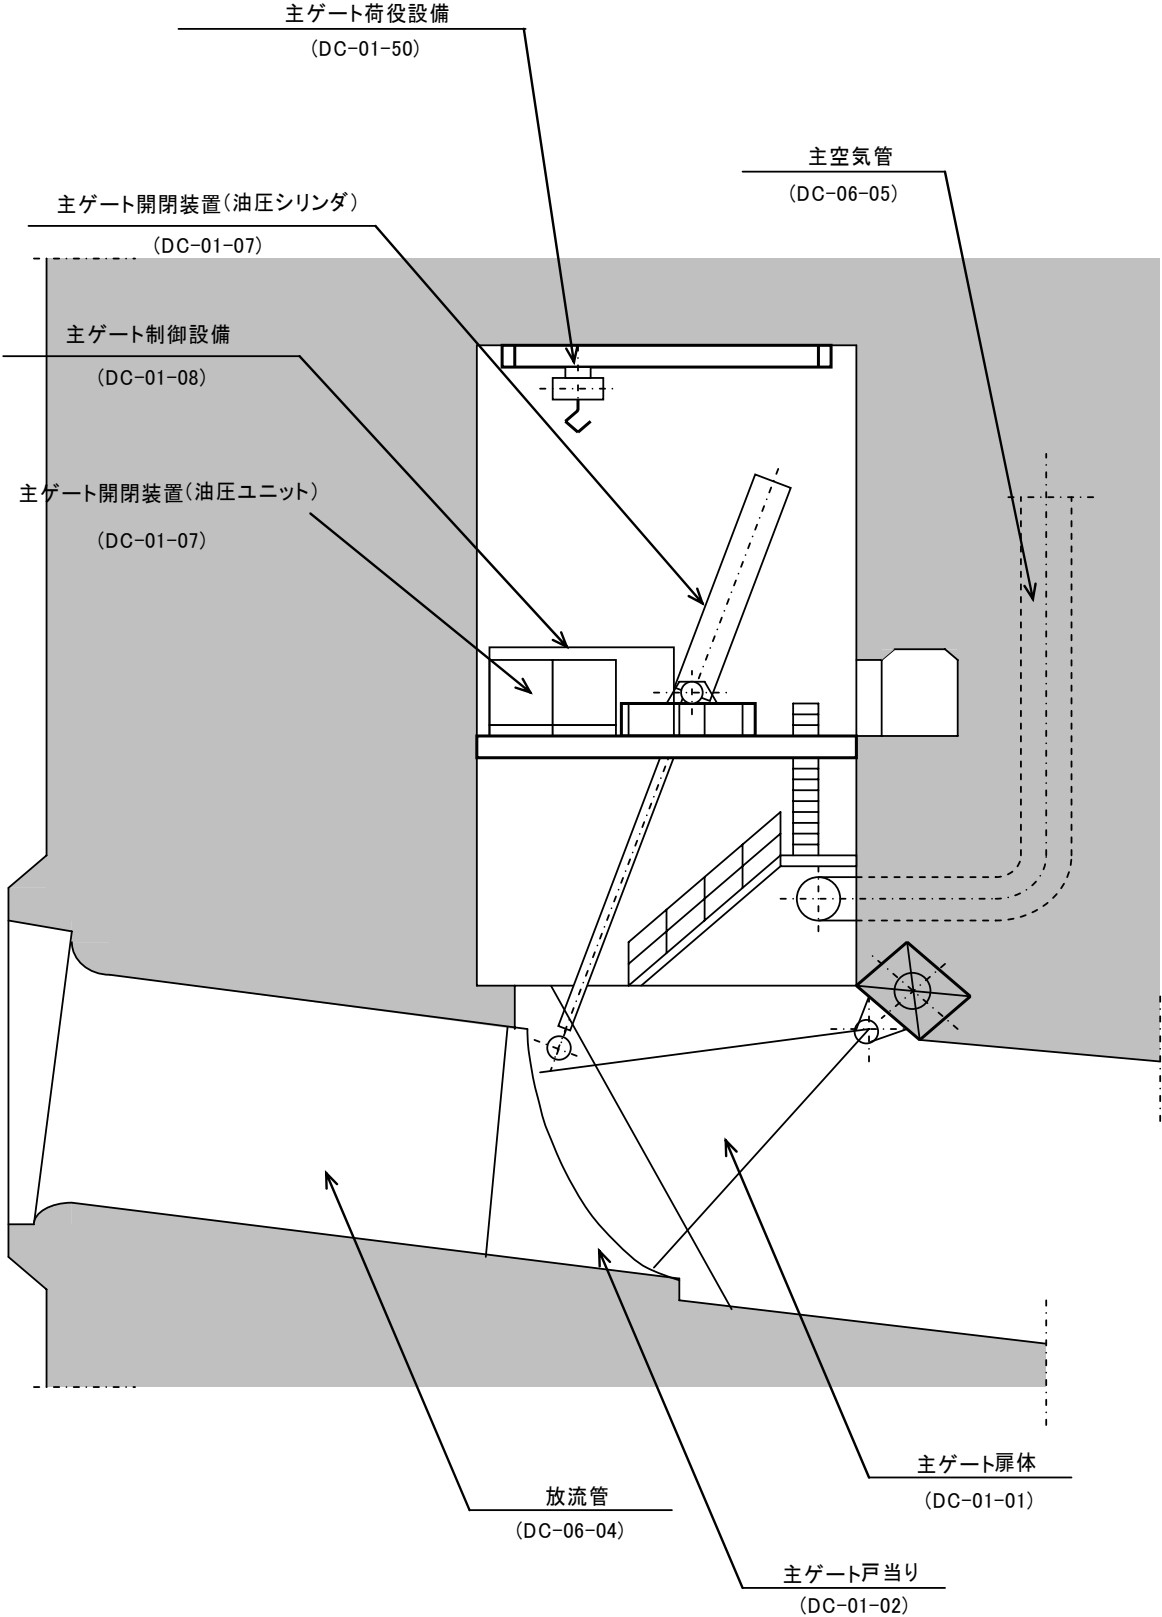 主ゲート荷役設備
(DC-01-50)
主空気管
(DC-06-05)
主ゲート開閉装置(油圧シリンダ)
(DC-01-07)
主ゲート制御設備
(DC-01-08)
主ゲート開閉装置(油圧ユニット)
(DC-01-07)
主ゲート扉体
(DC-01-01)
放流管
(DC-06-04)
主ゲート戸当り
(DC-01-02)